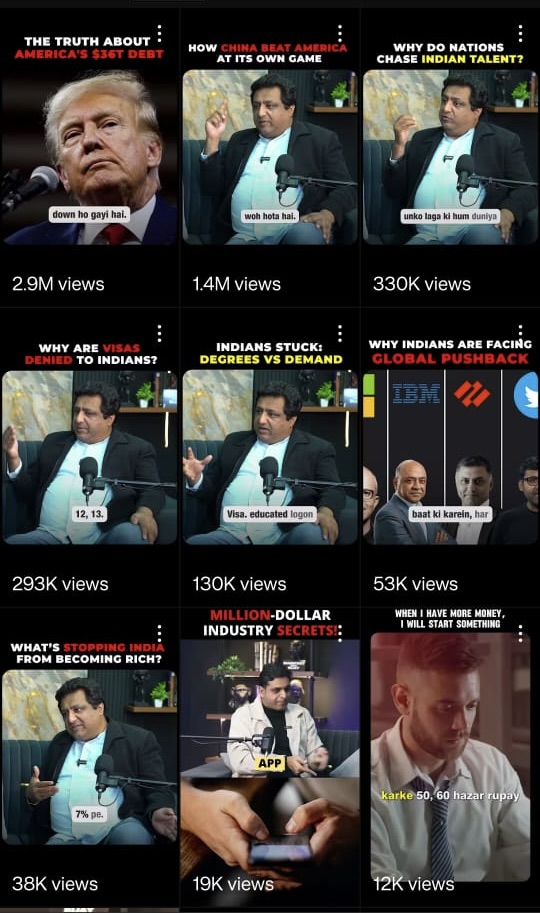 THE TRUTH ABOUT
AMERICA'S $36T DEBT
down ho gayi hai.
2.9M views
HOW CHINA BEAT AMERICA
AT ITS OWN GAME
woh hota hai.
1.4M views
WHY DO NATIONS
CHASE INDIAN TALENT?
unko laga ki hum duniya
330K views
WHY ARE VISAS
DENIED TO INDIANS?
12, 13.
293K views
INDIANS STUCK:
DEGREES VS DEMAND
Visa. educated logon
130K views
WHY INDIANS ARE FACING
GLOBAL PUSHBACK
IBM
baat ki karein, har
53K views
WHAT'S STOPPING INDIA
FROM BECOMING RICH?
7% pe.
38K views
MILLION-DOLLAR
INDUSTRY SECRETS!
APP
19K views
WHEN I HAVE MORE MONEY,
I WILL START SOMETHING
karke 50, 60 hazar rupay
12K views